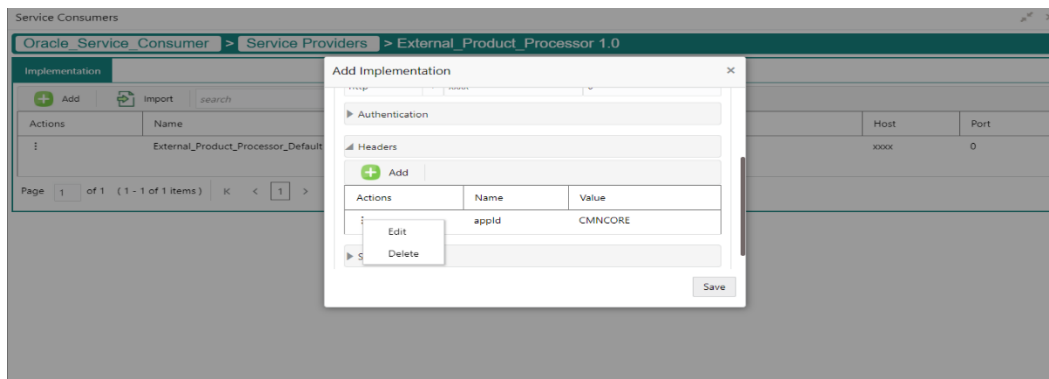 Service Consumers
Oracle_Service_Consumer > Service Providers > External_Product_Processor 1.0
Implementation
Add Import search
Actions Name Host Port
External_Product_Processor_Default xxxx 0
Page 1 of 1 (1 - 1 of 1 items) K < 1 >
Add Implementation ×
Authentication
Headers
Add
Actions Name Value
appId CMNCORE
Edit
Delete
S
Save